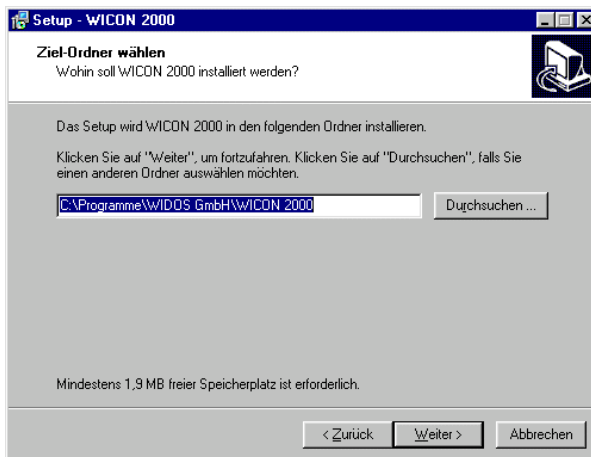 Setup - WICON 2000
Ziel-Ordner wählen
Wohin soll WICON 2000 installiert werden?
Das Setup wird WICON 2000 in den folgenden Ordner installieren.
Klicken Sie auf "Weiter", um fortzufahren. Klicken Sie auf "Durchsuchen", falls Sie
einen anderen Ordner auswählen möchten.
C:\Programme\WIDOS GmbH\WICON 2000
Durchsuchen ...
Mindestens 1,9 MB freier Speicherplatz ist erforderlich.
< Zurück
Weiter >
Abbrechen